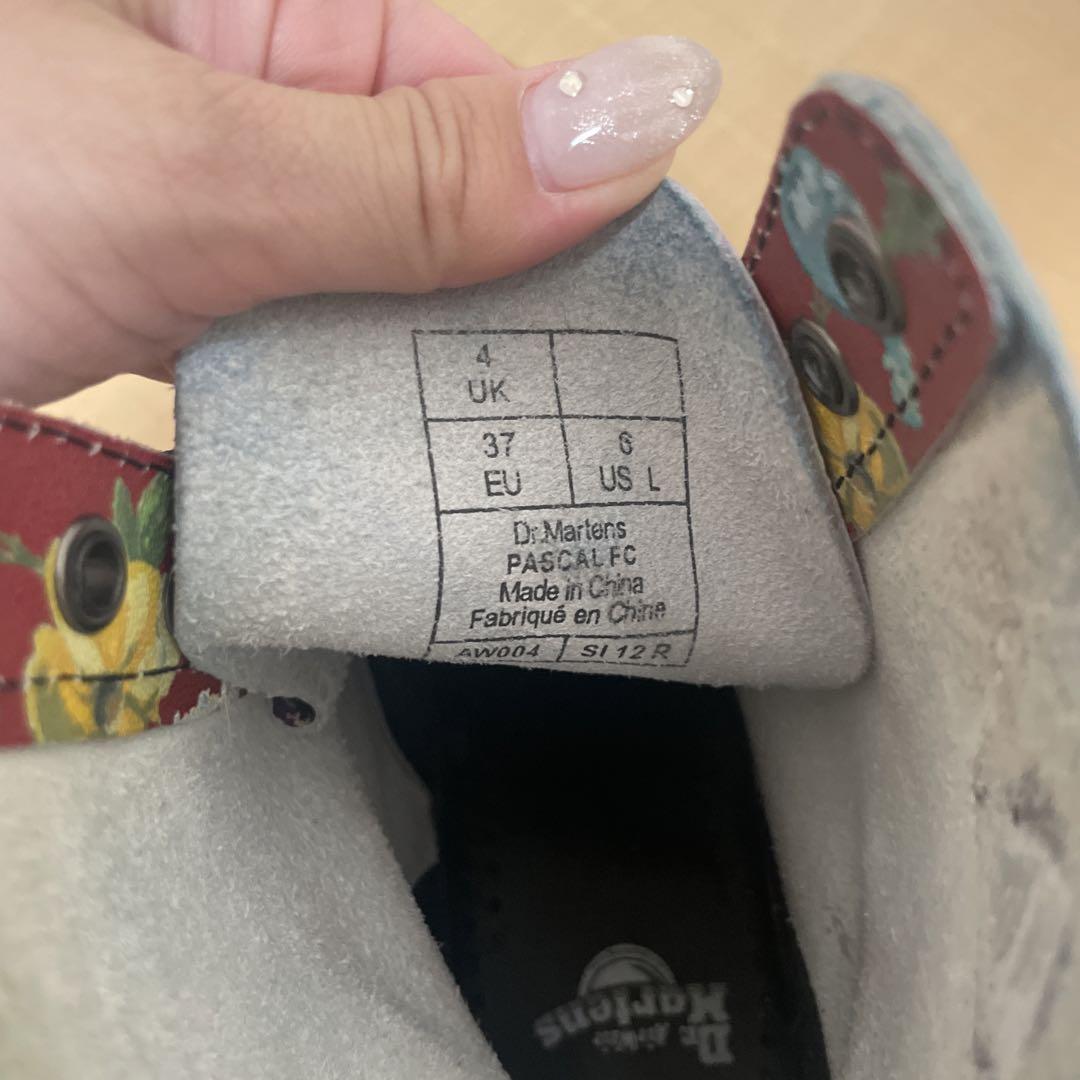 4
UK
37
EU
6
US L
Dr.Martens
PASCAL FC
Made in China
Fabriqué en Chine
AW004 / SI 12 R
Dr.
Martens